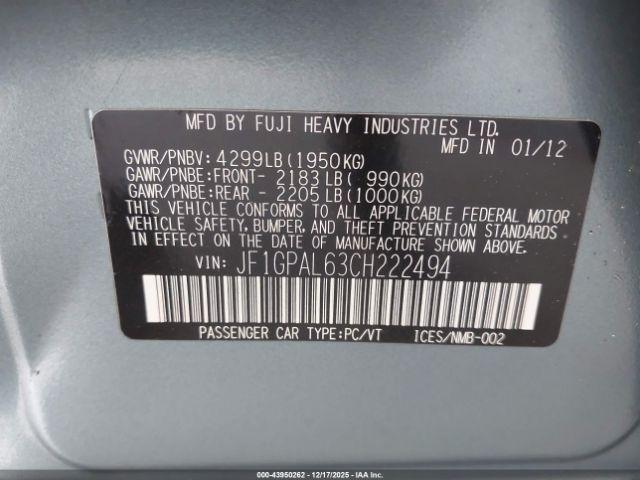 MFD BY FUJI HEAVY INDUSTRIES LTD.
MFD IN 01/12
GVWR/PNBV: 4299LB(1950KG)
GAWR/PNBE:FRONT- 2183LB( 990KG)
GAWR/PNBE:REAR - 2205LB(1000KG)
THIS VEHICLE CONFORMS TO ALL APPLICABLE FEDERAL MOTOR
VEHICLE SAFETY, BUMPER, AND THEFT PREVENTION STANDARDS
IN EFFECT ON THE DATE OF MANUFACTURE SHOWN ABOVE.
VIN: JF1GPAL63CH222494
PASSENGER CAR TYPE:PC/VT ICES/NMB-002
000-43950262 - 12/17/2025 - IAA, Inc.